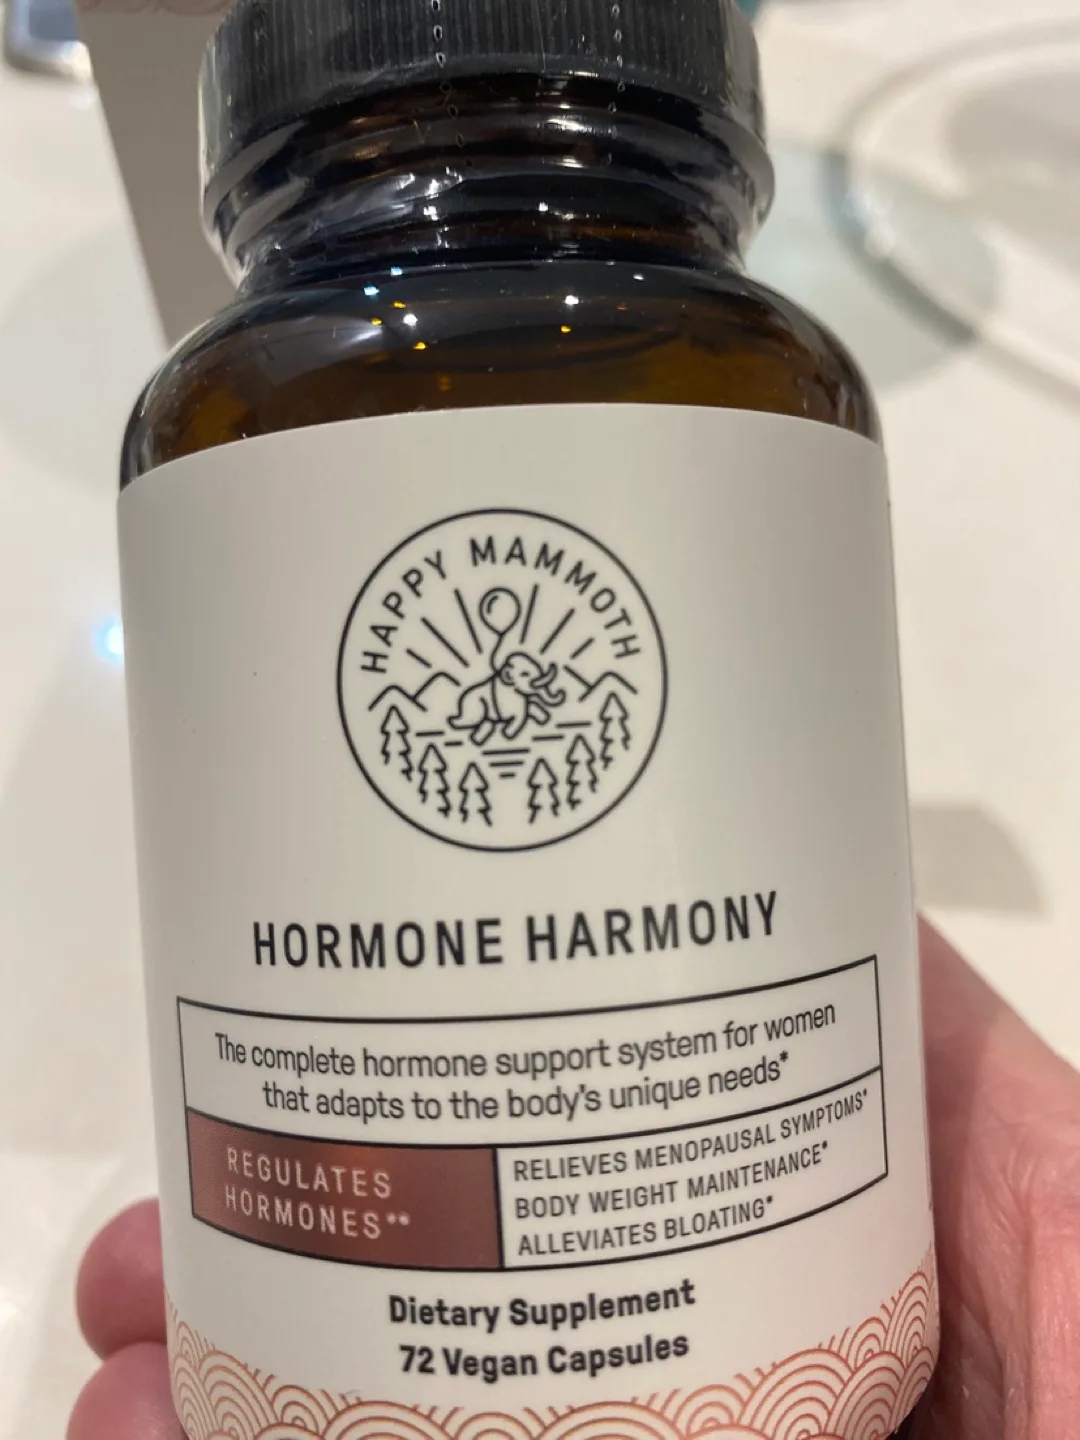 HAPPY MAMMOTH
HORMONE HARMONY
The complete hormone support system for women
that adapts to the body's unique needs*
REGULATES
HORMONES**
RELIEVES MENOPAUSAL SYMPTOMS*
BODY WEIGHT MAINTENANCE*
ALLEVIATES BLOATING*
Dietary Supplement
72 Vegan Capsules